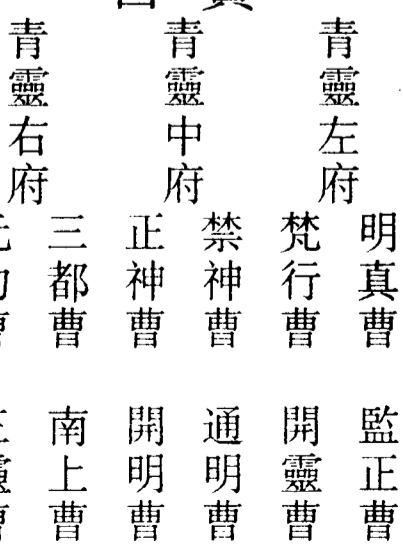 青靈左府
明真曹 監正曹
梵行曹 開靈曹
青靈中府
禁神曹 通明曹
正神曹 開明曹
青靈右府
三都曹 南上曹